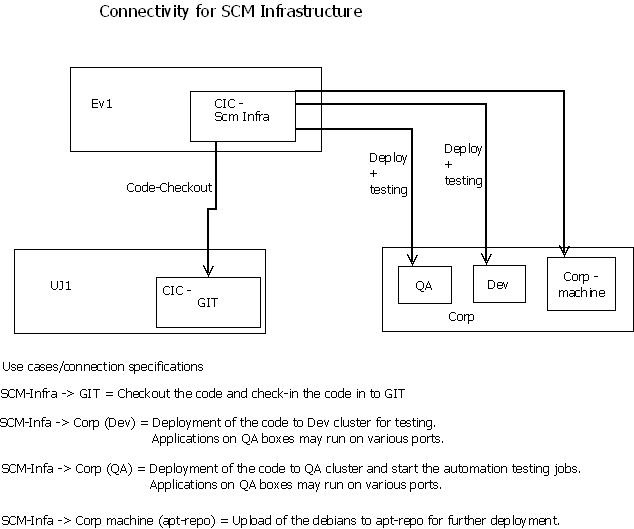 Connectivity for SCM Infrastructure
Ev1
CIC -
Scm Infra
Deploy
+
testing
Deploy
+
testing
Code-Checkout
UJ1
CIC -
GIT
QA
Dev
Corp -
machine
Corp
Use cases/connection specifications
SCM-Infra -> GIT = Checkout the code and check-in the code in to GIT
SCM-Infa -> Corp (Dev) = Deployment of the code to Dev cluster for testing.
Applications on QA boxes may run on various ports.
SCM-Infa -> Corp (QA) = Deployment of the code to QA cluster and start the automation testing jobs.
Applications on QA boxes may run on various ports.
SCM-Infa -> Corp machine (apt-repo) = Upload of the debians to apt-repo for further deployment.